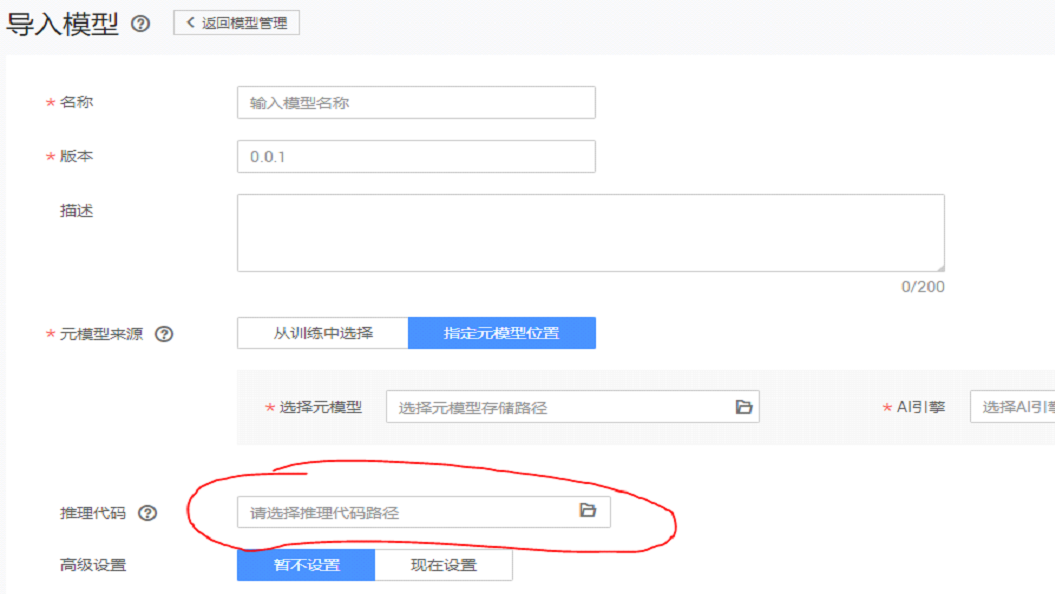 导入模型 返回模型管理
* 名称 输入模型名称
* 版本 0.0.1
描述
0/200
* 元模型来源 从训练中选择 指定元模型位置
* 选择元模型 选择元模型存储路径 * AI引擎 选择AI引擎
推理代码 请选择推理代码路径
高级设置 暂不设置 现在设置